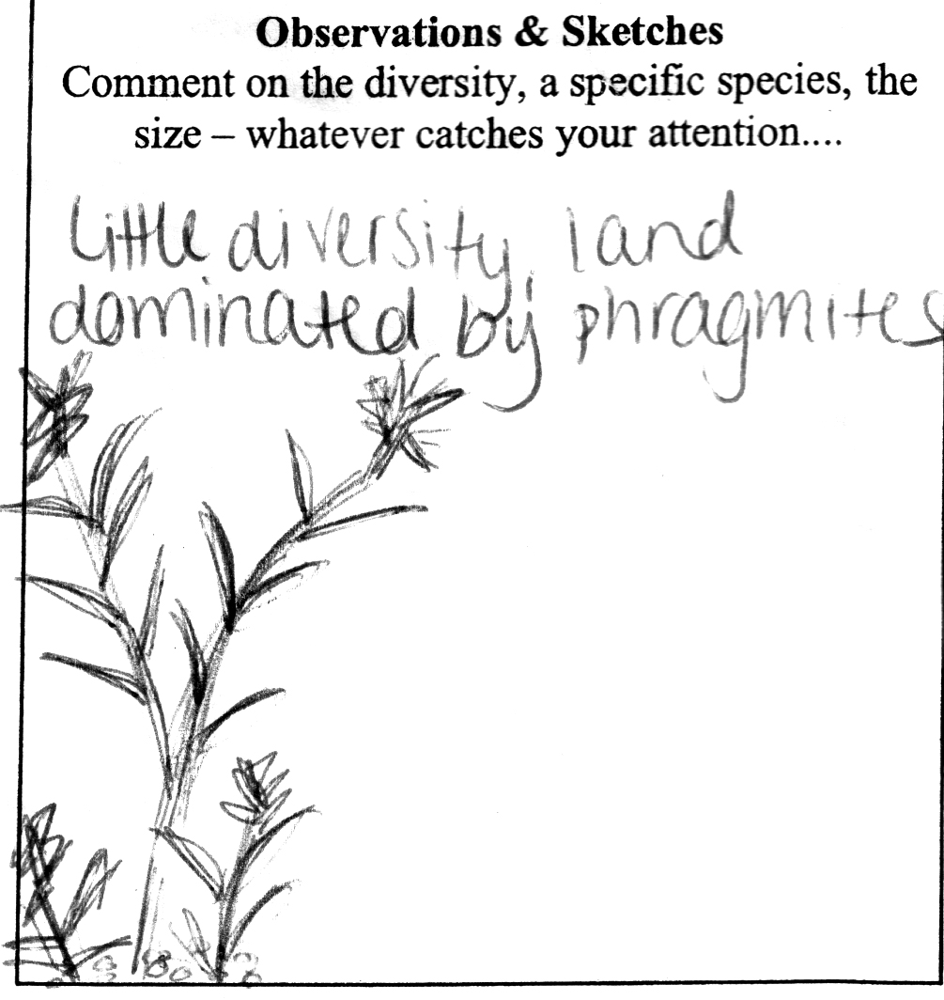 Observations & Sketches
Comment on the diversity, a specific species, the
size – whatever catches your attention....
Little diversity, land
dominated by phragmites